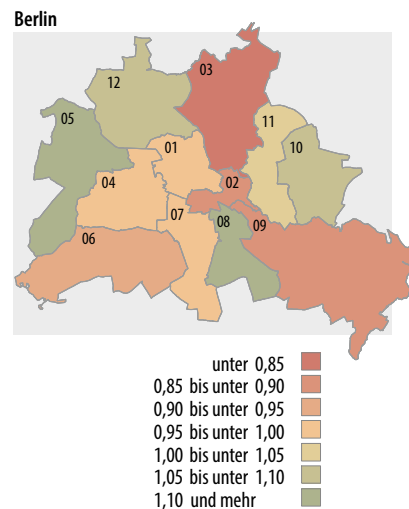 Berlin
03
12
05
11
01
10
04
02
07
08
09
06
unter 0,85
0,85 bis unter 0,90
0,90 bis unter 0,95
0,95 bis unter 1,00
1,00 bis unter 1,05
1,05 bis unter 1,10
1,10 und mehr